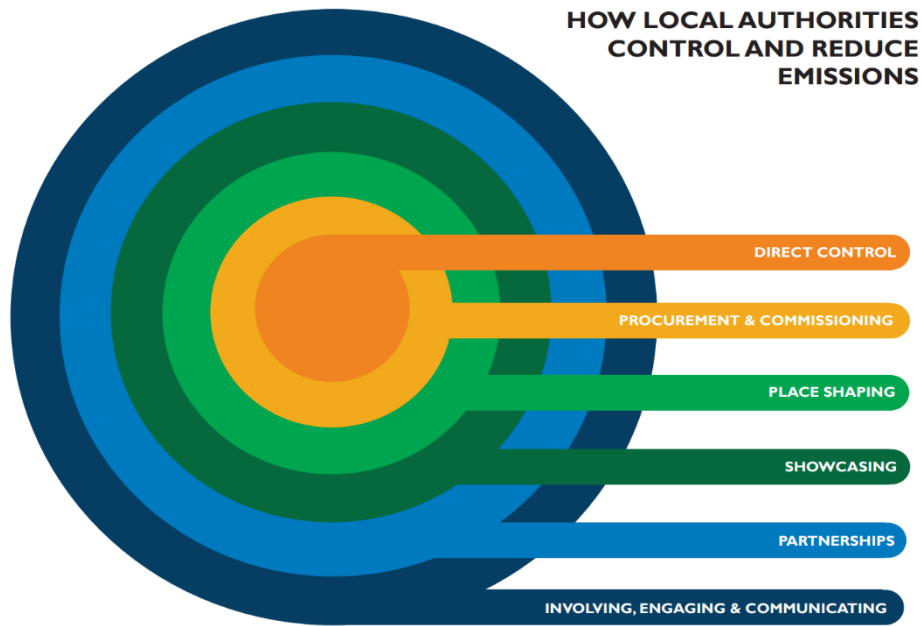 HOW LOCAL AUTHORITIES
CONTROL AND REDUCE
EMISSIONS
DIRECT CONTROL
PROCUREMENT & COMMISSIONING
PLACE SHAPING
SHOWCASING
PARTNERSHIPS
INVOLVING, ENGAGING & COMMUNICATING